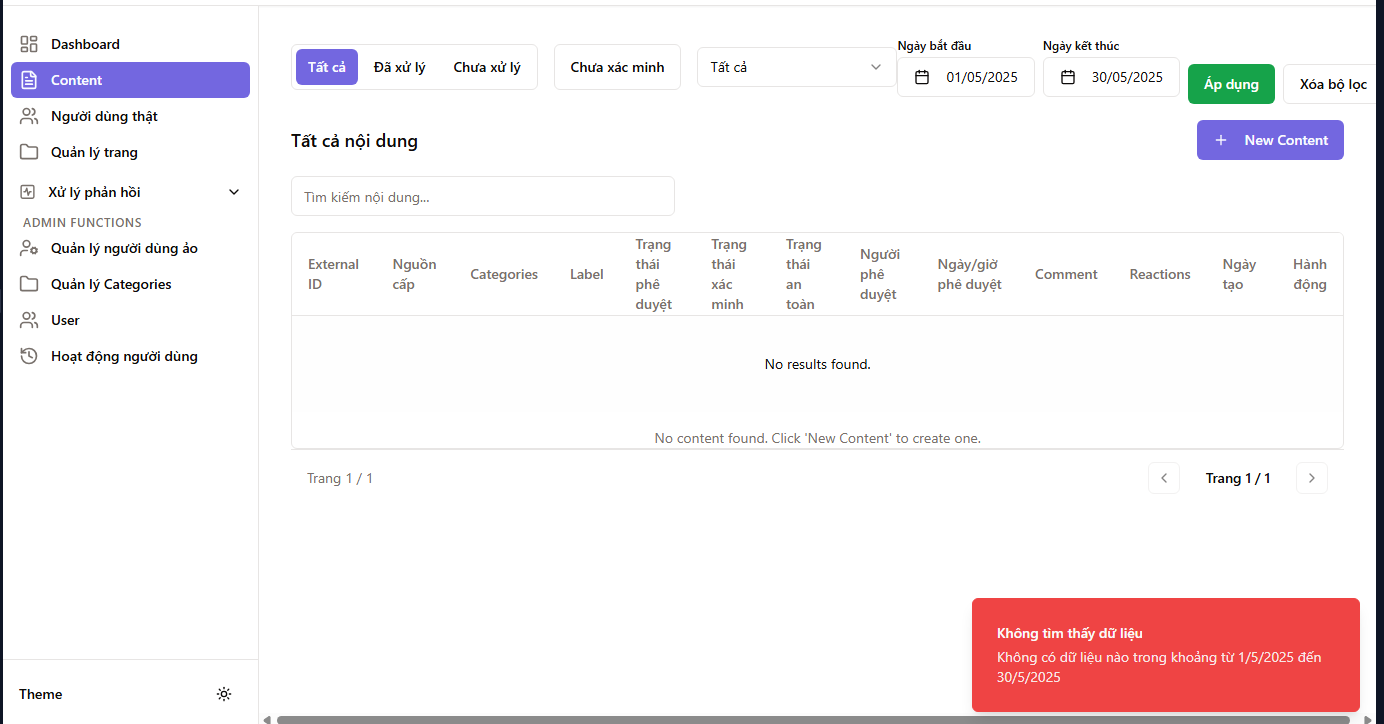 Dashboard
Content
Người dùng thật
Quản lý trang
Xử lý phản hồi
ADMIN FUNCTIONS
Quản lý người dùng ảo
Quản lý Categories
User
Hoạt động người dùng
Theme
Tất cả
Đã xử lý
Chưa xử lý
Chưa xác minh
Tất cả
Ngày bắt đầu
01/05/2025
Ngày kết thúc
30/05/2025
Áp dụng
Xóa bộ lọc
Tất cả nội dung
+ New Content
Tìm kiếm nội dung...
External
ID
Nguồn
cấp
Categories
Label
Trạng
thái
phê
duyệt
Trạng
thái
xác
minh
Trạng
thái
an
toàn
Người
phê
duyệt
Ngày/giờ
phê duyệt
Comment
Reactions
Ngày
tạo
Hành
động
No results found.
No content found. Click 'New Content' to create one.
Trang 1 / 1
Trang 1 / 1
Không tìm thấy dữ liệu
Không có dữ liệu nào trong khoảng từ 1/5/2025 đến
30/5/2025